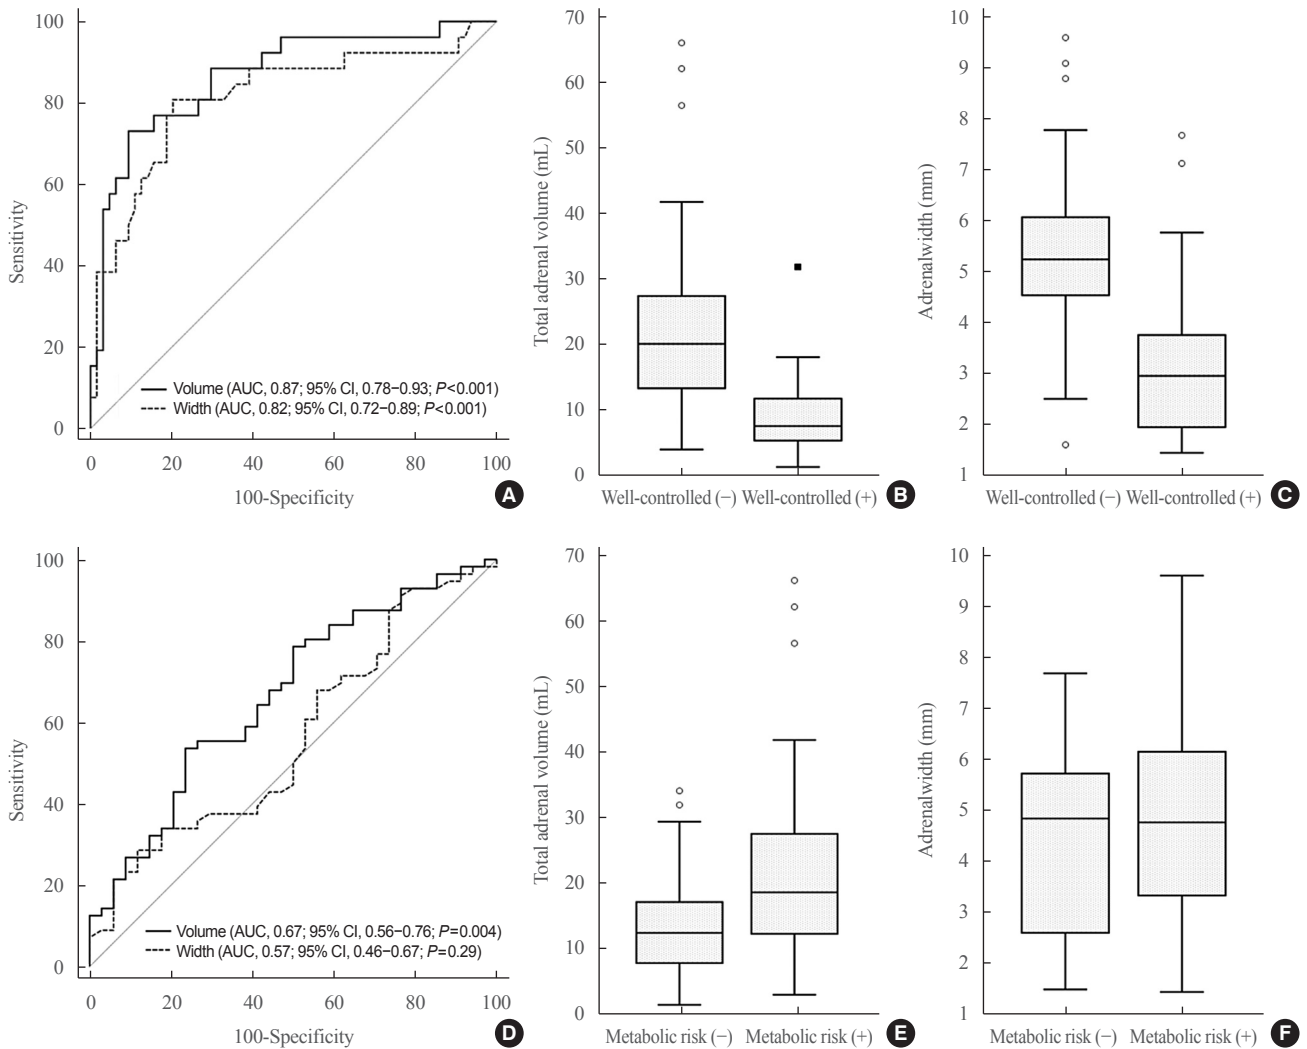 100
80
60
40
20
0
Sensitivity
Volume (AUC, 0.87; 95% CI, 0.78–0.93; P<0.001)
Width (AUC, 0.82; 95% CI, 0.72–0.89; P<0.001)
0 20 40 60 80 100
100-Specificity
A
70
60
50
40
30
20
10
0
Total adrenal volume (mL)
Well-controlled (−) Well-controlled (+)
B
10
9
8
7
6
5
4
3
2
1
Adrenalwidth (mm)
Well-controlled (−) Well-controlled (+)
C
100
80
60
40
20
0
Sensitivity
Volume (AUC, 0.67; 95% CI, 0.56–0.76; P=0.004)
Width (AUC, 0.57; 95% CI, 0.46–0.67; P=0.29)
0 20 40 60 80 100
100-Specificity
D
70
60
50
40
30
20
10
0
Total adrenal volume (mL)
Metabolic risk (−) Metabolic risk (+)
E
10
9
8
7
6
5
4
3
2
1
Adrenalwidth (mm)
Metabolic risk (−) Metabolic risk (+)
F